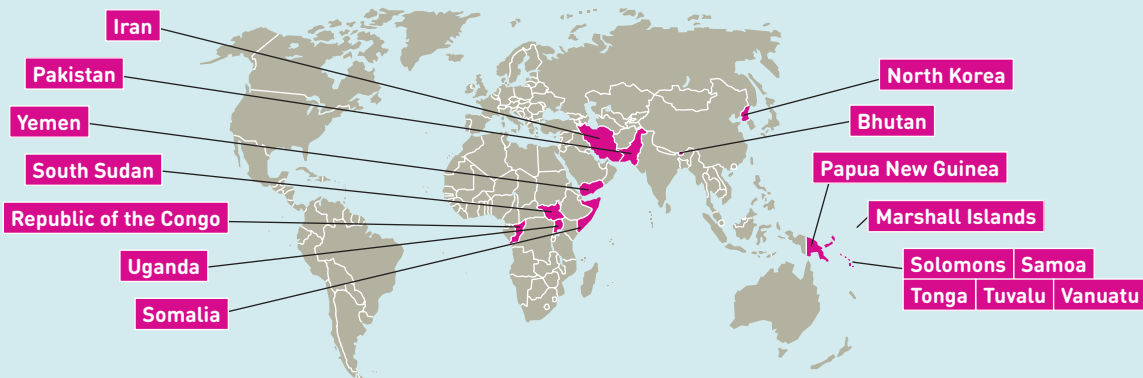 Iran
Pakistan
Yemen
South Sudan
Republic of the Congo
Uganda
Somalia
North Korea
Bhutan
Papua New Guinea
Marshall Islands
Solomons Samoa
Tonga Tuvalu Vanuatu